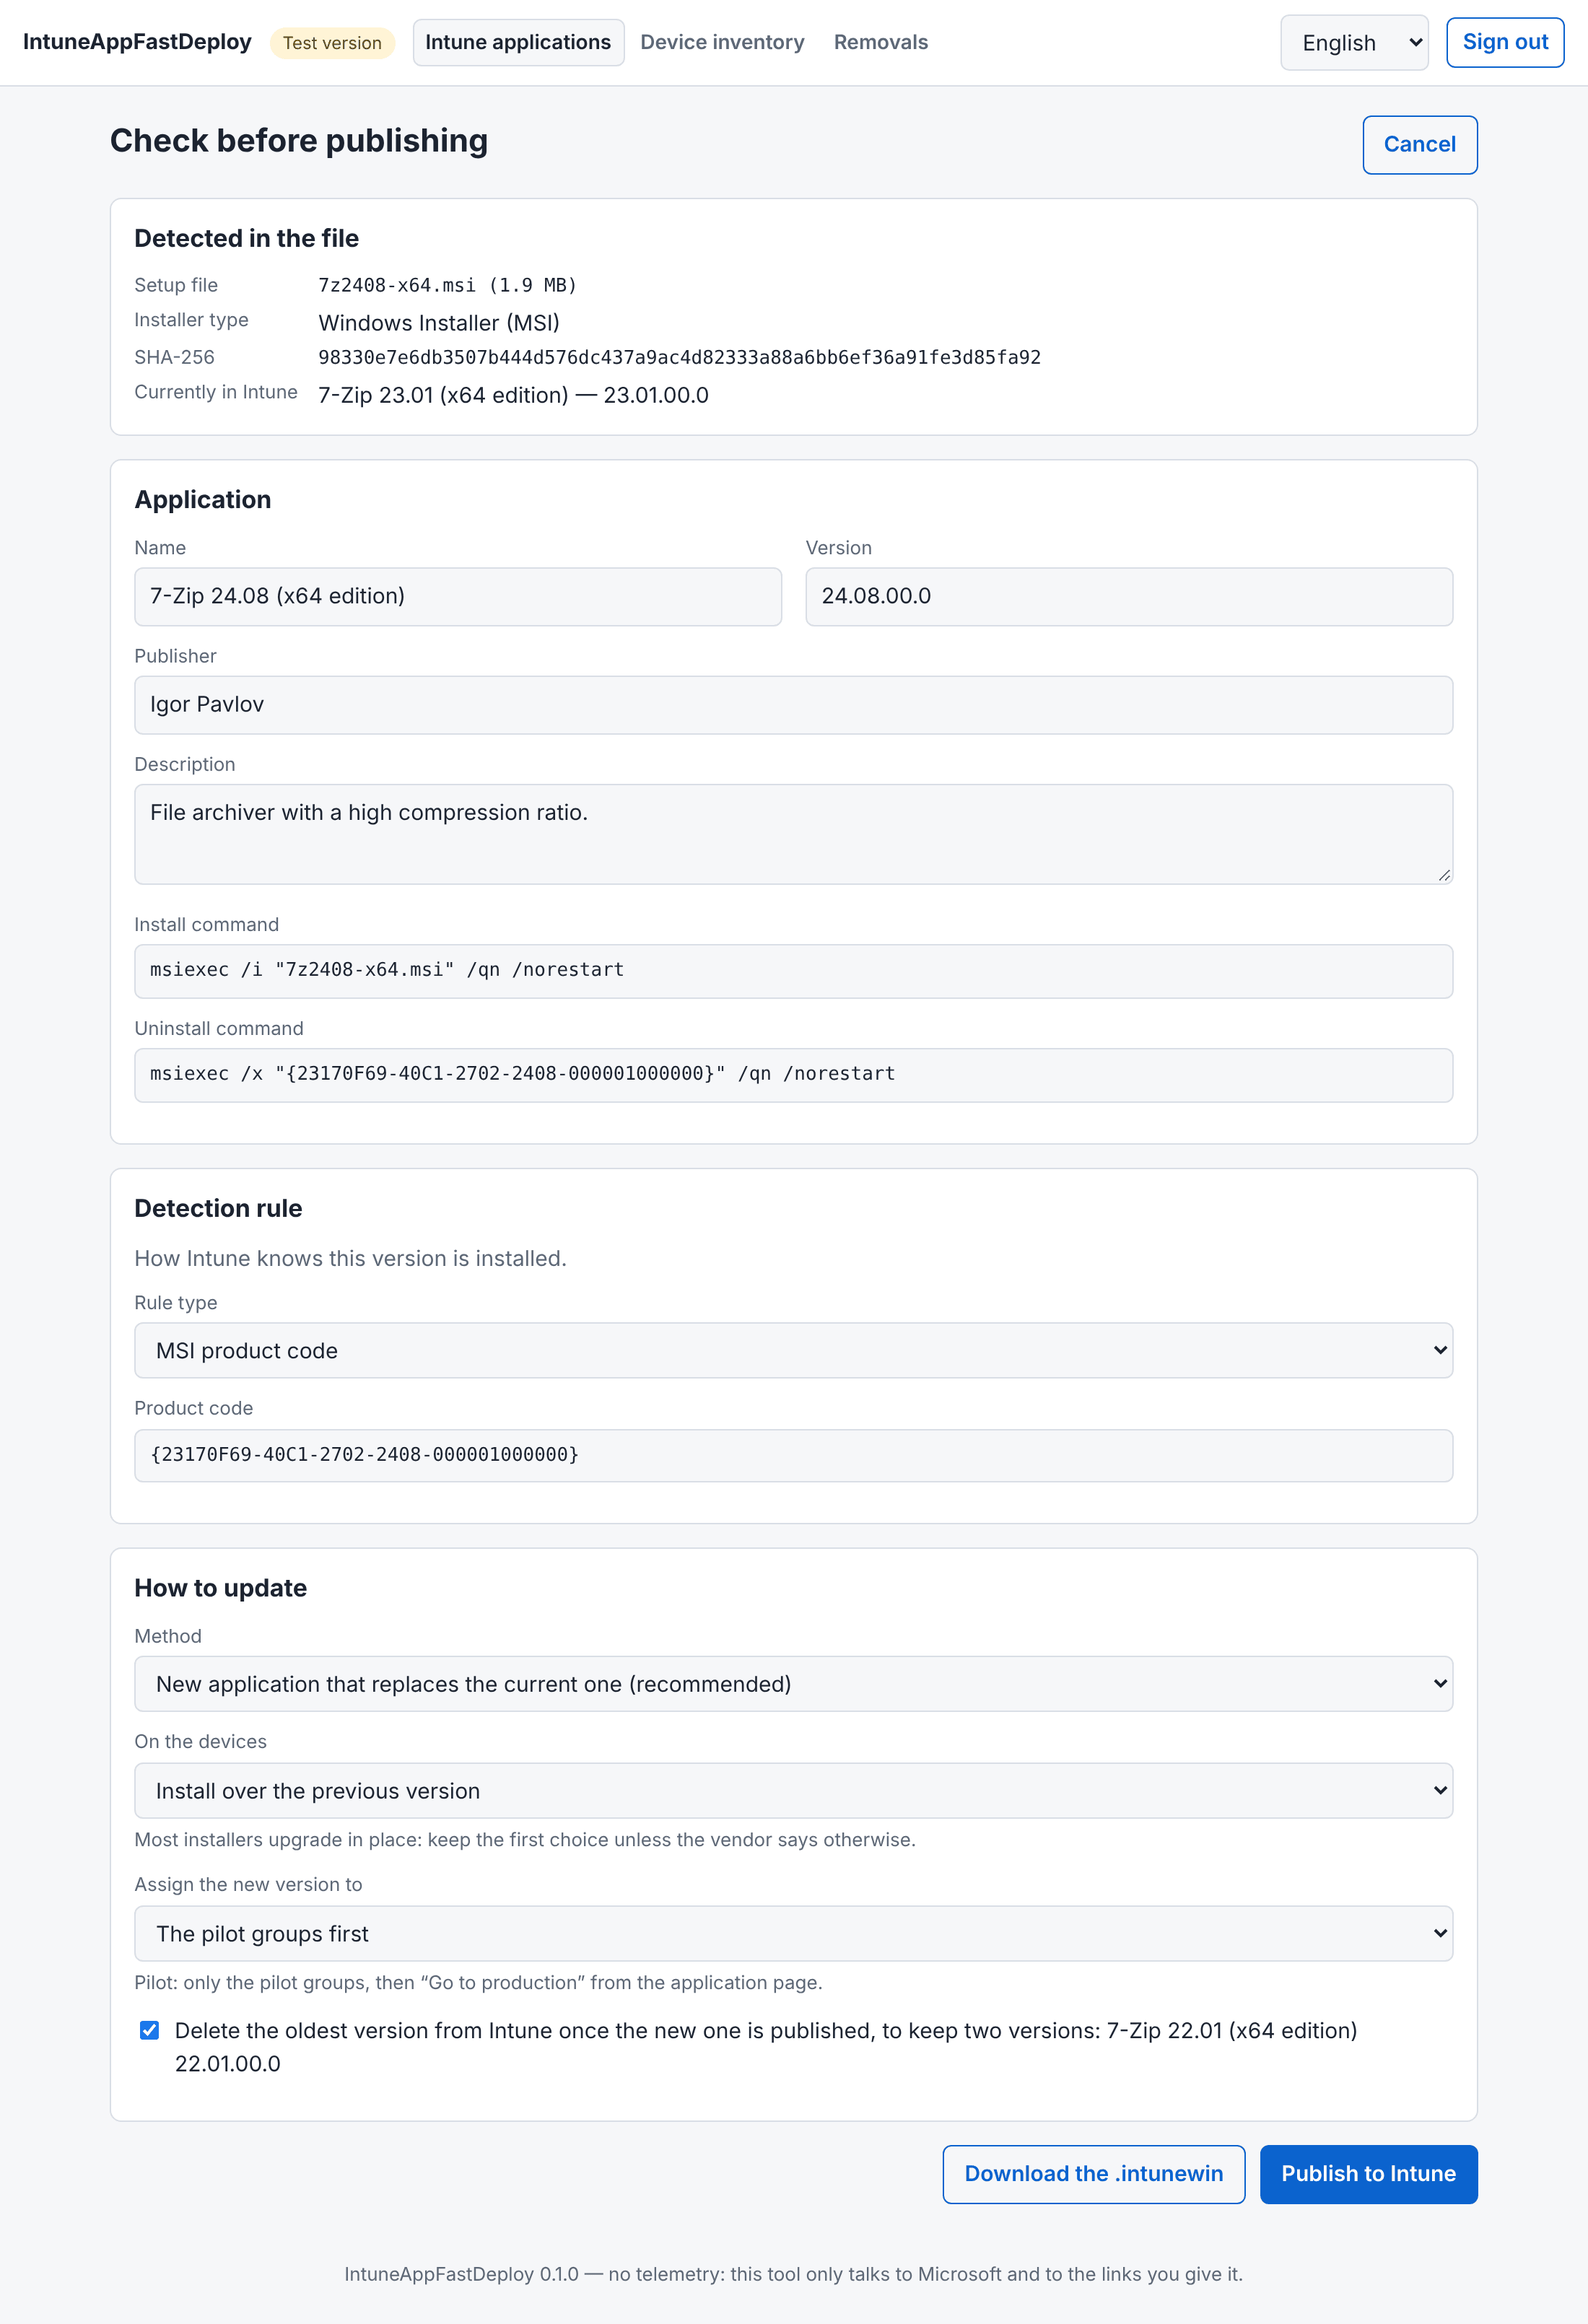 IntuneAppFastDeploy
Test version
Intune applications
Device inventory
Removals
English
Sign out
Check before publishing
Cancel
Detected in the file
Setup file
7z2408-x64.msi (1.9 MB)
Installer type
Windows Installer (MSI)
SHA-256
98330e7e6db3507b444d576dc437a9ac4d82333a88a6bb6ef36a91fe3d85fa92
Currently in Intune
7-Zip 23.01 (x64 edition) — 23.01.00.0
Application
Name
Version
7-Zip 24.08 (x64 edition)
24.08.00.0
Publisher
Igor Pavlov
Description
File archiver with a high compression ratio.
Install command
msiexec /i "7z2408-x64.msi" /qn /norestart
Uninstall command
msiexec /x "{23170F69-40C1-2702-2408-000001000000}" /qn /norestart
Detection rule
How Intune knows this version is installed.
Rule type
MSI product code
Product code
{23170F69-40C1-2702-2408-000001000000}
How to update
Method
New application that replaces the current one (recommended)
On the devices
Install over the previous version
Most installers upgrade in place: keep the first choice unless the vendor says otherwise.
Assign the new version to
The pilot groups first
Pilot: only the pilot groups, then “Go to production” from the application page.
Delete the oldest version from Intune once the new one is published, to keep two versions: 7-Zip 22.01 (x64 edition)
22.01.00.0
Download the .intunewin
Publish to Intune
IntuneAppFastDeploy 0.1.0 — no telemetry: this tool only talks to Microsoft and to the links you give it.